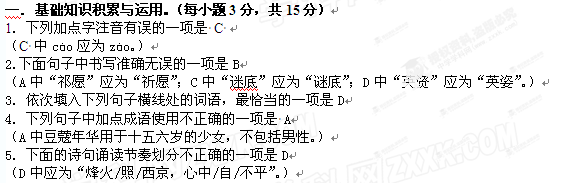 一. 基础知识积累与运用。（每小题3分，共15分）
1. 下列加点字注音有误的一项是 C
（C 中 cào 应为 zào。）
2.下面句子中书写准确无误的一项是 B
（A 中“祁愿”应为“祈愿”；C 中“迷底”应为“谜底”；D 中“英资”应为“英姿”。）
3. 依次填入下列句子横线处的词语，最恰当的一项是 D
4. 下列句子中加点成语使用不正确的一项是 A
（A 中豆蔻年华用于十五六岁的少女，不包括男性。）
5. 下面的诗句诵读节奏划分不正确的一项是 D
（D 中应为“烽火/照/西京，心中/自/不平”。）